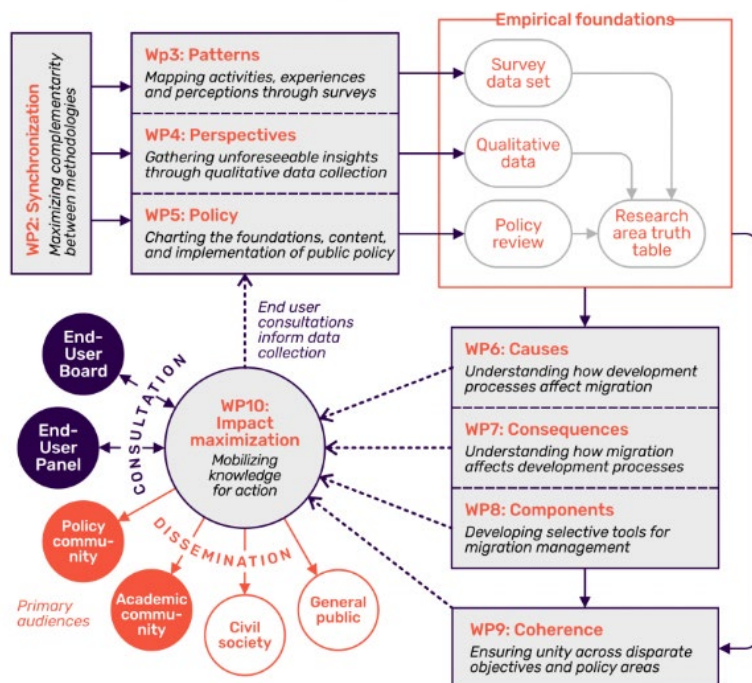 WP2: Synchronization
Maximizing complementarity
between methodologies
Wp3: Patterns
Mapping activities, experiences
and perceptions through surveys
WP4: Perspectives
Gathering unforeseeable insights
through qualitative data collection
WP5: Policy
Charting the foundations, content,
and implementation of public policy
Empirical foundations
Survey
data set
Qualitative
data
Policy
review
Research
area truth
table
End user
consultations
inform data
collection
End-
User
Board
End-
User
Panel
CONSULTATION
WP10:
Impact
maximization
Mobilizing
knowledge
for action
WP6: Causes
Understanding how development
processes affect migration
WP7: Consequences
Understanding how migration
affects development processes
WP8: Components
Developing selective tools for
migration management
WP9: Coherence
Ensuring unity across disparate
objectives and policy areas
Policy
commu-
nity
DISSEMINATION
Primary
audiences
Academic
commu-
nity
Civil
society
General
public